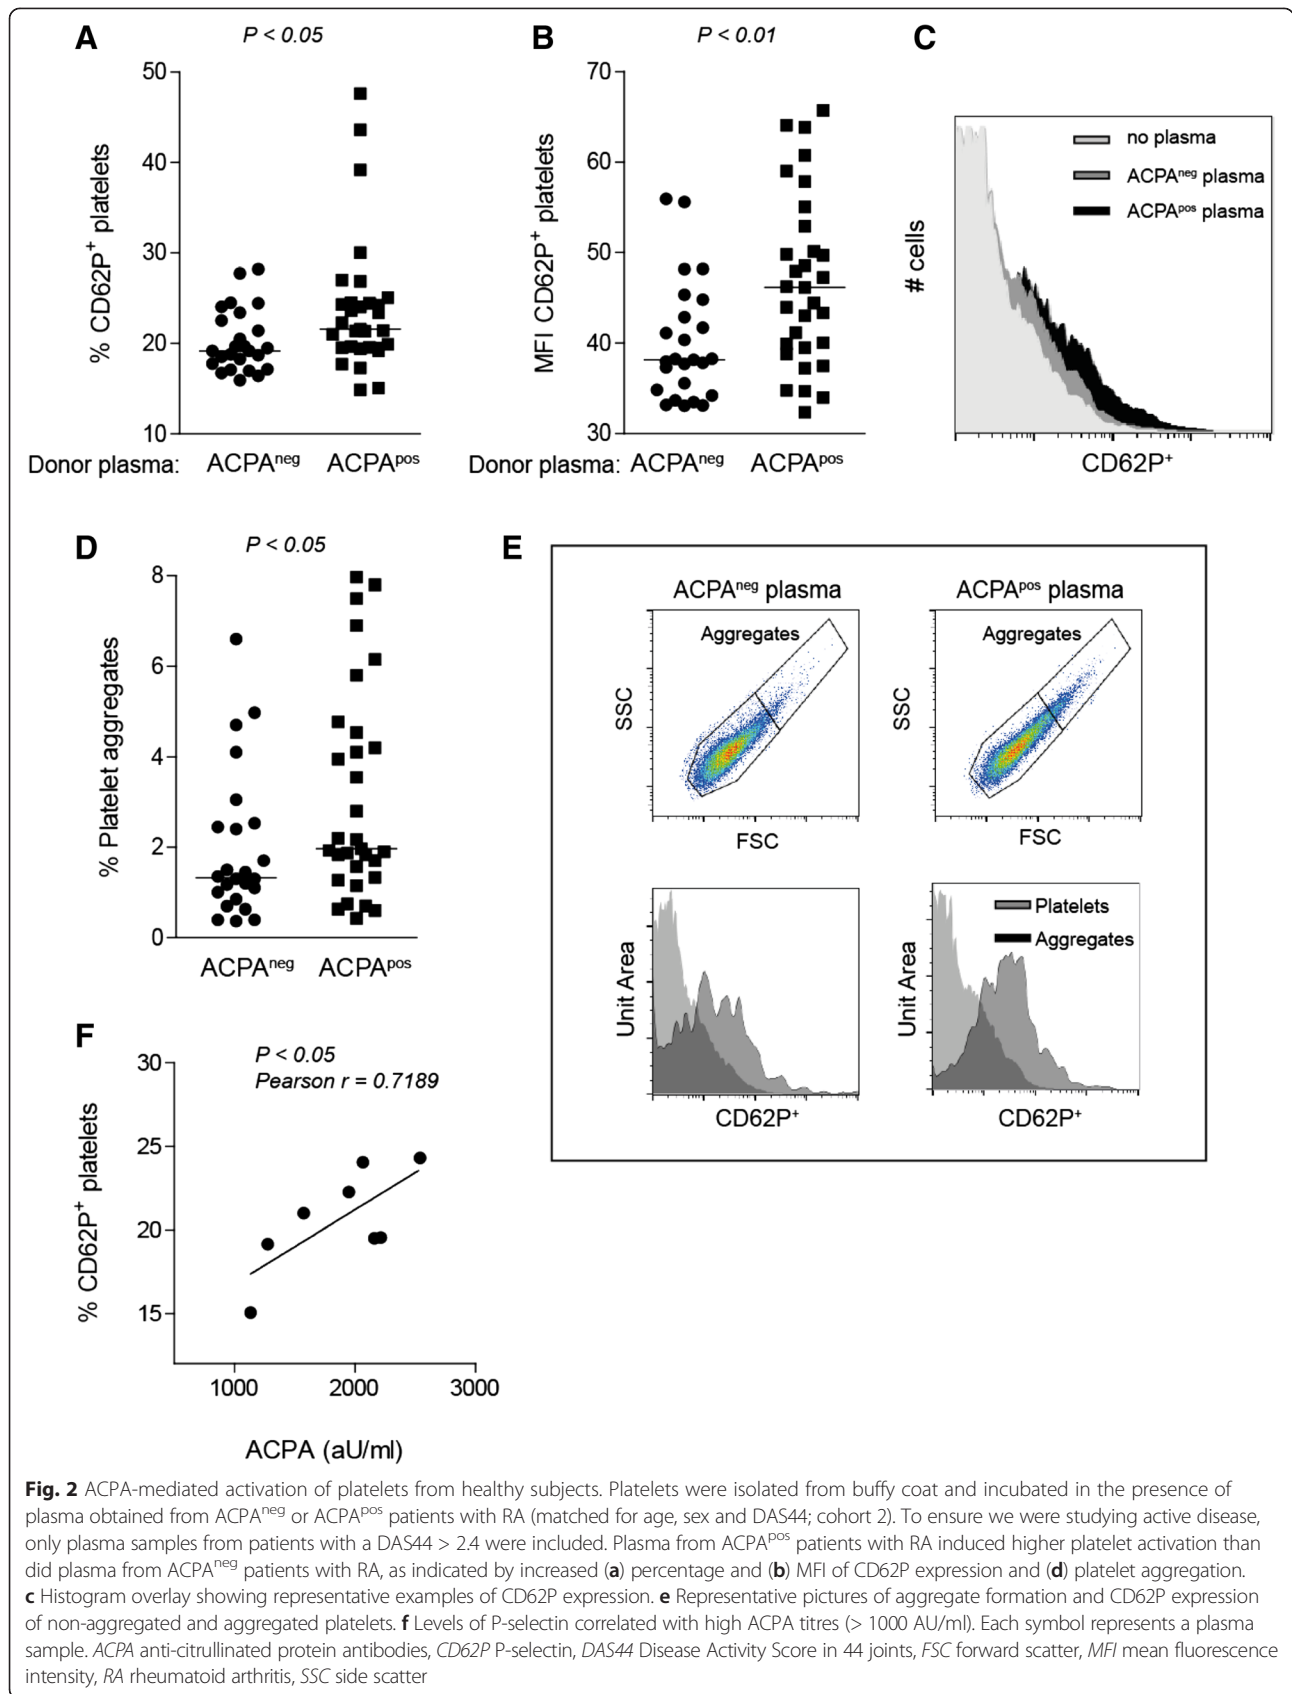 A
P < 0.05
50
40
30
20
10
% CD62P+ platelets
Donor plasma: ACPAneg ACPApos
B
P < 0.01
70
60
50
40
30
MFI CD62P+ platelets
Donor plasma: ACPAneg ACPApos
C
no plasma
ACPAneg plasma
ACPApos plasma
# cells
CD62P+
D
P < 0.05
8
6
4
2
0
% Platelet aggregates
ACPAneg ACPApos
E
ACPAneg plasma
Aggregates
SSC
FSC
ACPApos plasma
Aggregates
SSC
FSC
Unit Area
CD62P+
Platelets
Aggregates
Unit Area
CD62P+
F
P < 0.05
Pearson r = 0.7189
30
25
20
15
% CD62P+ platelets
1000 2000 3000
ACPA (aU/ml)
Fig. 2 ACPA-mediated activation of platelets from healthy subjects. Platelets were isolated from buffy coat and incubated in the presence of
plasma obtained from ACPAneg or ACPApos patients with RA (matched for age, sex and DAS44; cohort 2). To ensure we were studying active disease,
only plasma samples from patients with a DAS44 > 2.4 were included. Plasma from ACPApos patients with RA induced higher platelet activation than
did plasma from ACPAneg patients with RA, as indicated by increased (a) percentage and (b) MFI of CD62P expression and (d) platelet aggregation.
c Histogram overlay showing representative examples of CD62P expression. e Representative pictures of aggregate formation and CD62P expression
of non-aggregated and aggregated platelets. f Levels of P-selectin correlated with high ACPA titres (> 1000 AU/ml). Each symbol represents a plasma
sample. ACPA anti-citrullinated protein antibodies, CD62P P-selectin, DAS44 Disease Activity Score in 44 joints, FSC forward scatter, MFI mean fluorescence
intensity, RA rheumatoid arthritis, SSC side scatter